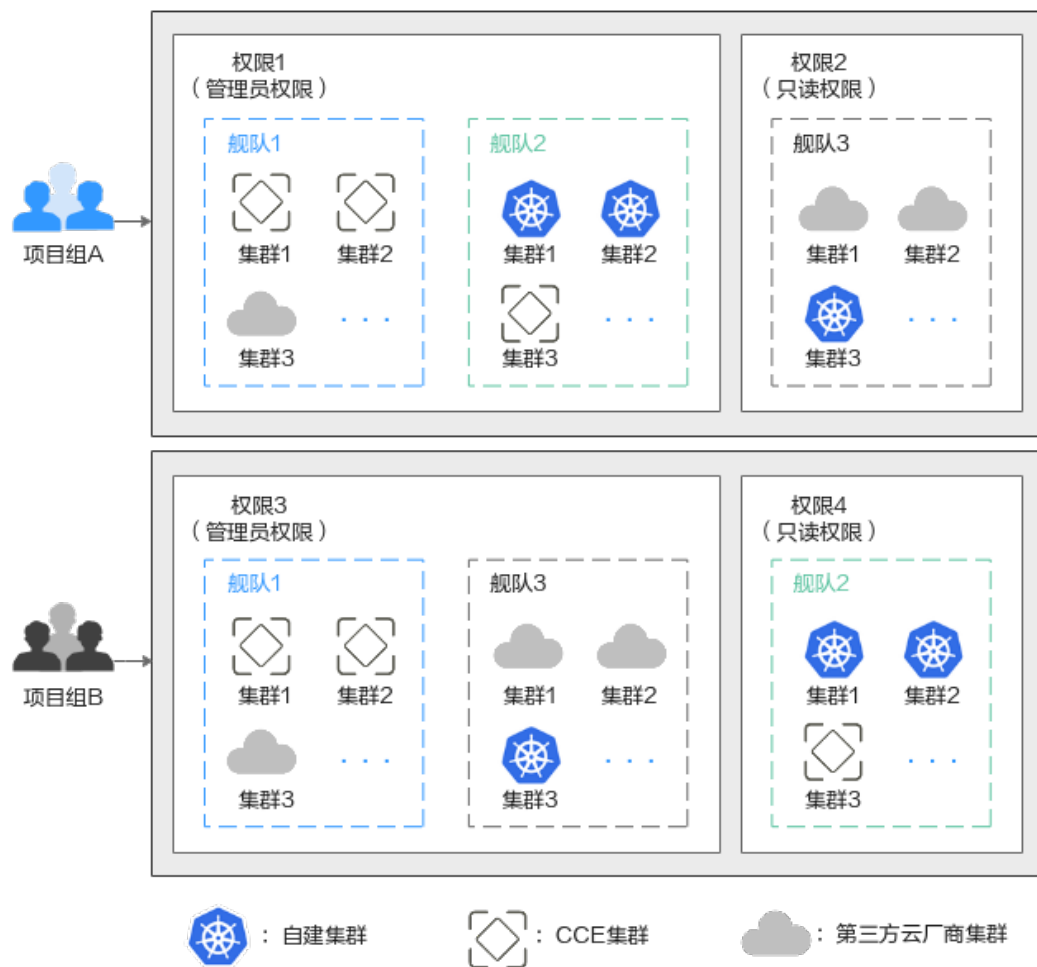 项目组A
权限1
（管理员权限）
舰队1
集群1
集群2
集群3
· · ·
舰队2
集群1
集群2
集群3
· · ·
权限2
（只读权限）
舰队3
集群1
集群2
集群3
· · ·
项目组B
权限3
（管理员权限）
舰队1
集群1
集群2
集群3
· · ·
舰队3
集群1
集群2
集群3
· · ·
权限4
（只读权限）
舰队2
集群1
集群2
集群3
· · ·
：自建集群
：CCE集群
：第三方云厂商集群